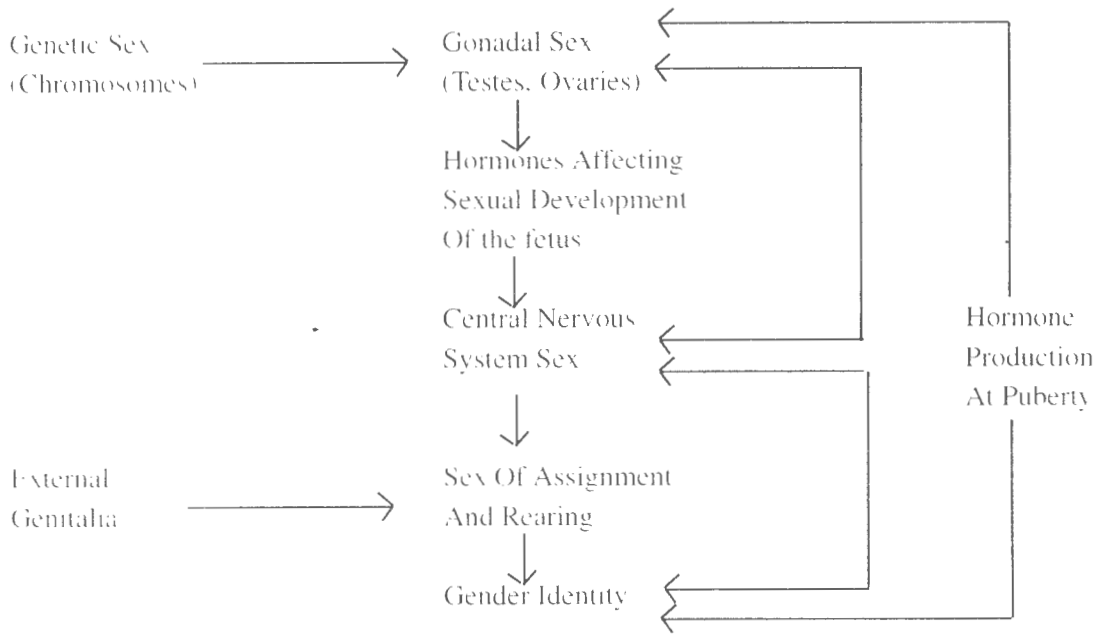 Genetic Sex
(Chromosomes)
Gonadal Sex
(Testes, Ovaries)
Hormones Affecting
Sexual Development
Of the fetus
Central Nervous
System Sex
Hormone
Production
At Puberty
External
Genitalia
Sex Of Assignment
And Rearing
Gender Identity